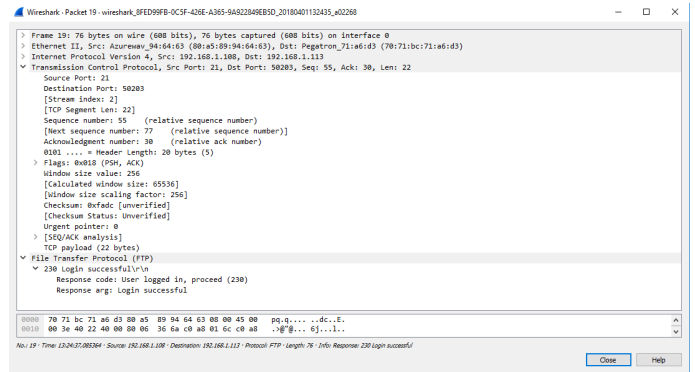 Wireshark · Packet 19 · wireshark_8FED99FB-0C5F-426E-A365-9A922849EB5D_20180401132435_a02268
> Frame 19: 76 bytes on wire (608 bits), 76 bytes captured (608 bits) on interface 0
> Ethernet II, Src: Azurewav_94:64:63 (80:a5:89:94:64:63), Dst: Pegatron_71:a6:d3 (70:71:bc:71:a6:d3)
> Internet Protocol Version 4, Src: 192.168.1.108, Dst: 192.168.1.113
Transmission Control Protocol, Src Port: 21, Dst Port: 50203, Seq: 55, Ack: 30, Len: 22
Source Port: 21
Destination Port: 50203
[Stream index: 2]
[TCP Segment Len: 22]
Sequence number: 55 (relative sequence number)
[Next sequence number: 77 (relative sequence number)]
Acknowledgment number: 30 (relative ack number)
0101 .... = Header Length: 20 bytes (5)
> Flags: 0x018 (PSH, ACK)
Window size value: 256
[Calculated window size: 65536]
[Window size scaling factor: 256]
Checksum: 0xfadc [unverified]
[Checksum Status: Unverified]
Urgent pointer: 0
> [SEQ/ACK analysis]
TCP payload (22 bytes)
File Transfer Protocol (FTP)
230 Login successful\r\n
Response code: User logged in, proceed (230)
Response arg: Login successful
0000 70 71 bc 71 a6 d3 80 a5 89 94 64 63 08 00 45 00 pq.q.... ..dc..E.
0010 00 3e 40 22 40 00 80 06 36 6a c0 a8 01 6c c0 a8 .>@"@... 6j...l..
No.: 19 · Time: 13:24:37,085364 · Source: 192.168.1.108 · Destination: 192.168.1.113 · Protocol: FTP · Length: 76 · Info: Response: 230 Login successful
Close Help